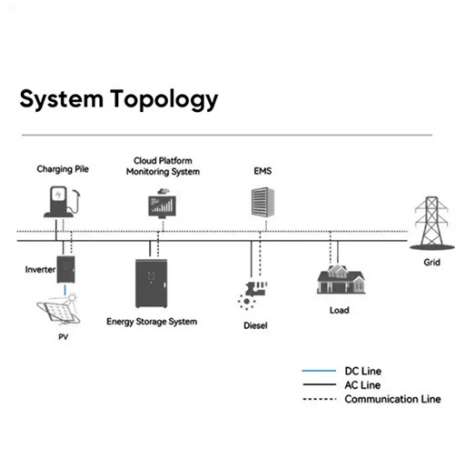 System Topology
Charging Pile
Cloud Platform
Monitoring System
EMS
Grid
Inverter
PV
Energy Storage System
Diesel
Load
DC Line
AC Line
Communication Line